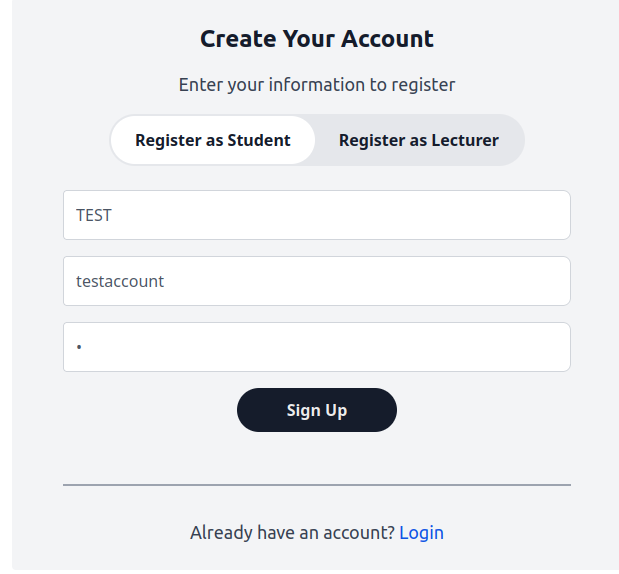 Create Your Account
Enter your information to register
Register as Student Register as Lecturer
TEST
testaccount
•
Sign Up
Already have an account? Login